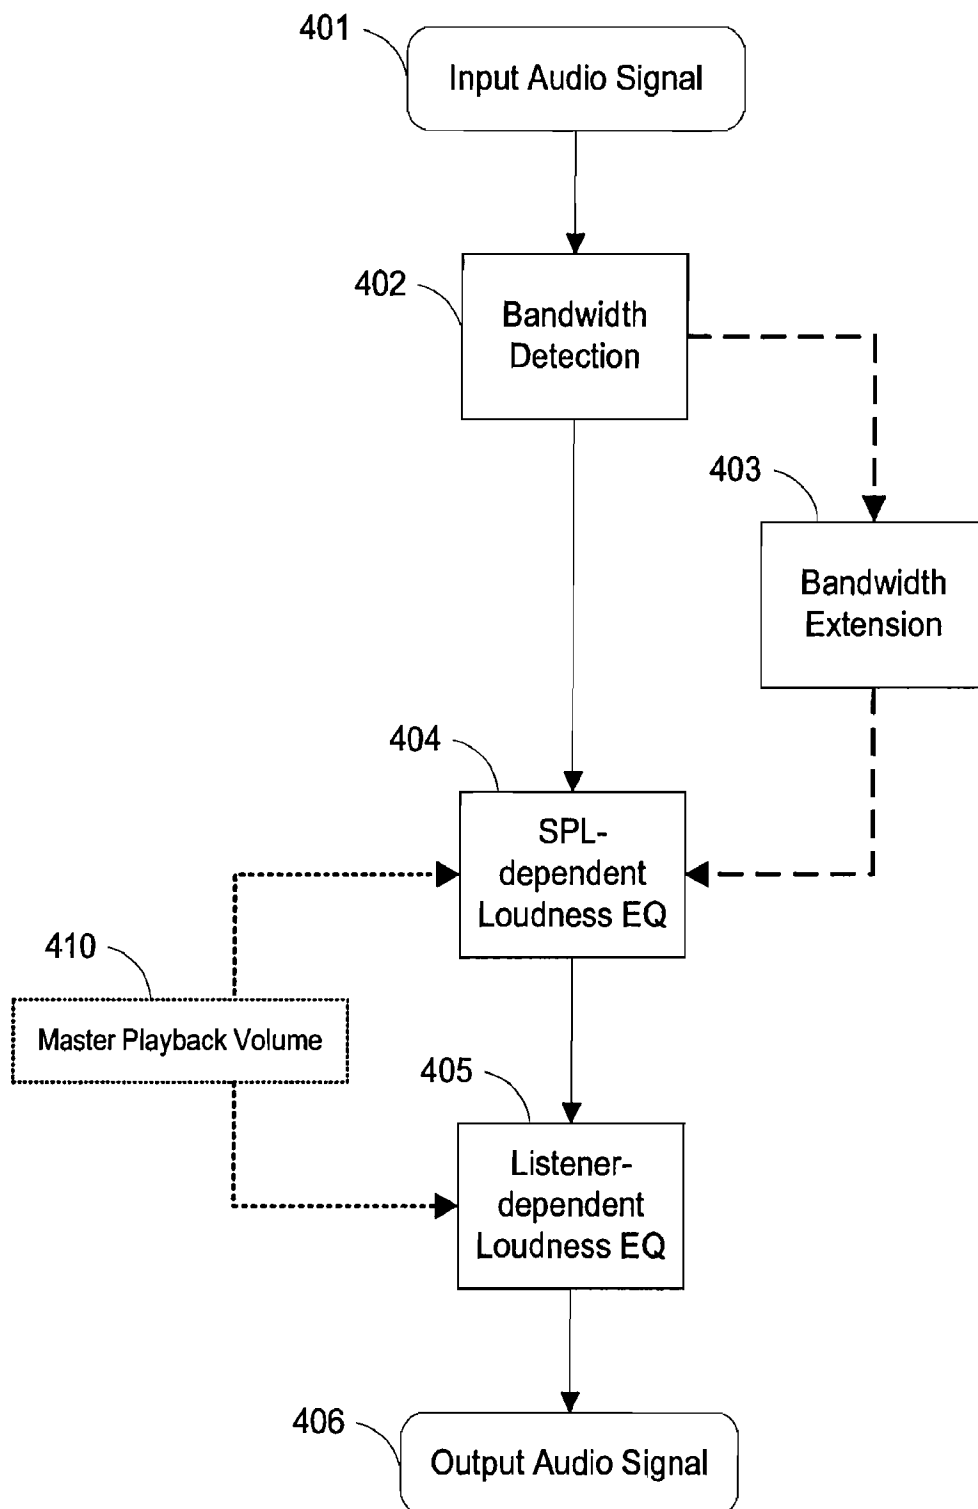 401
Input Audio Signal
402
Bandwidth
Detection
403
Bandwidth
Extension
404
SPL-
dependent
Loudness EQ
410
Master Playback Volume
405
Listener-
dependent
Loudness EQ
406
Output Audio Signal